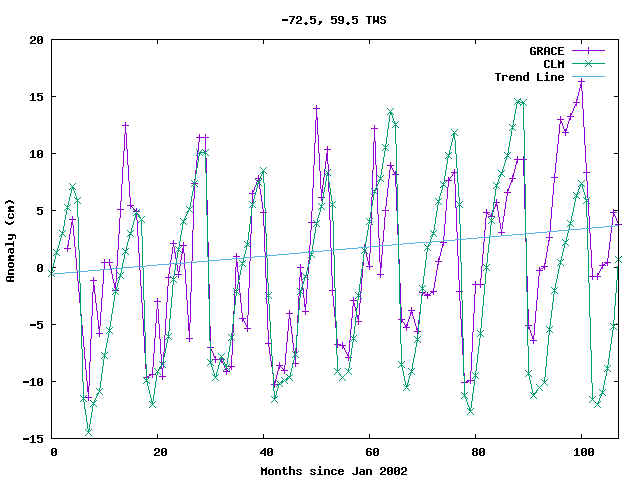 -72.5, 59.5 TWS
GRACE
CLM
Trend Line
20
15
10
5
0
-5
-10
-15
Anomaly (cm)
0 20 40 60 80 100
Months since Jan 2002